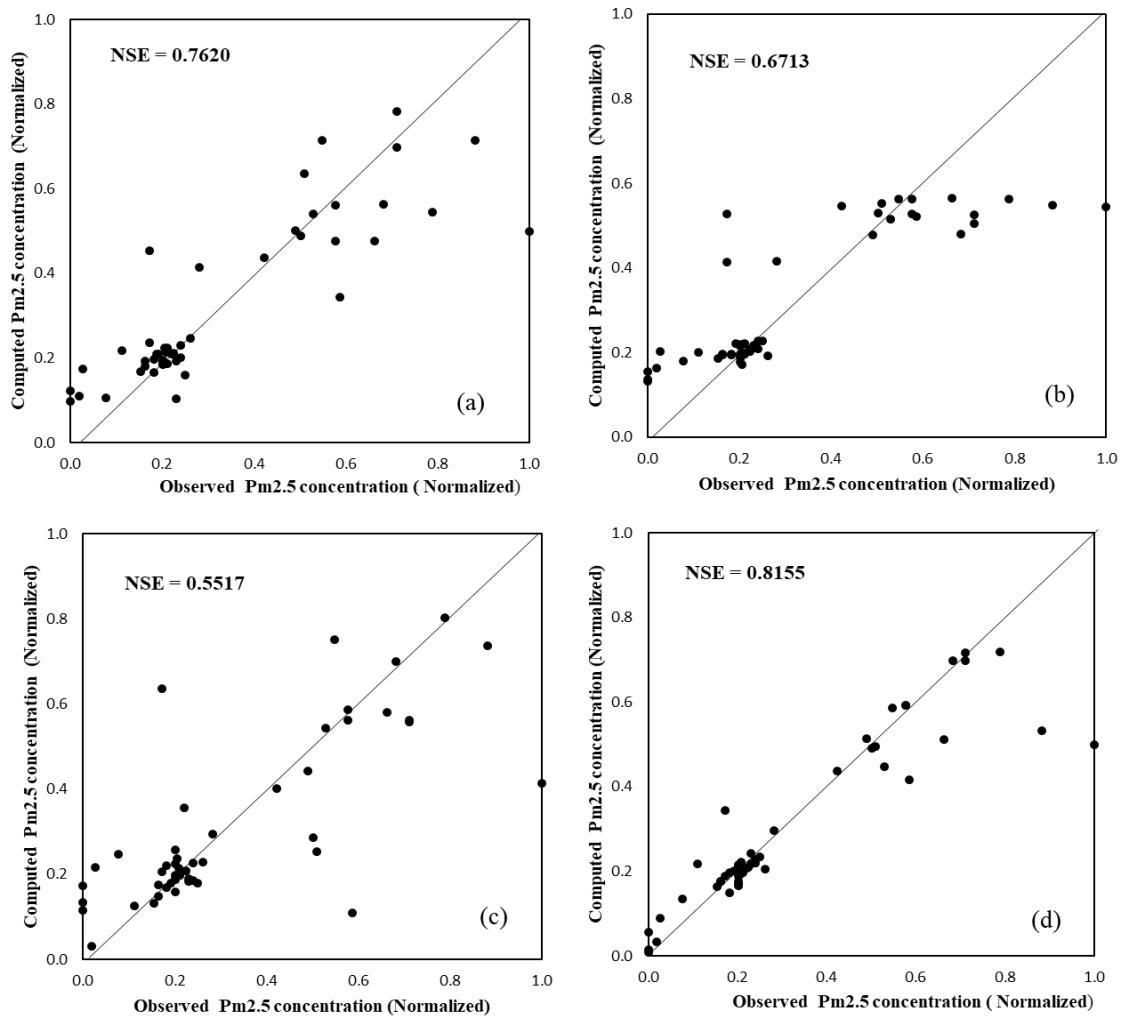 1.0
NSE = 0.7620
0.8
0.6
0.4
0.2
0.0
Computed Pm2.5 concentration (Normalized)
(a)
0.0 0.2 0.4 0.6 0.8 1.0
Observed Pm2.5 concentration ( Normalized)
1.0
NSE = 0.6713
0.8
0.6
0.4
0.2
0.0
Computed Pm2.5 concentration (Normalized)
(b)
0.0 0.2 0.4 0.6 0.8 1.0
Observed Pm2.5 concentration (Normalized)
1.0
NSE = 0.5517
0.8
0.6
0.4
0.2
0.0
Computed Pm2.5 concentration (Normalized)
(c)
0.0 0.2 0.4 0.6 0.8 1.0
Observed Pm2.5 concentration (Normalized)
1.0
NSE = 0.8155
0.8
0.6
0.4
0.2
0.0
Computed Pm2.5 concentration (Normalized)
(d)
0.0 0.2 0.4 0.6 0.8 1.0
Observed Pm2.5 concentration ( Normalized)